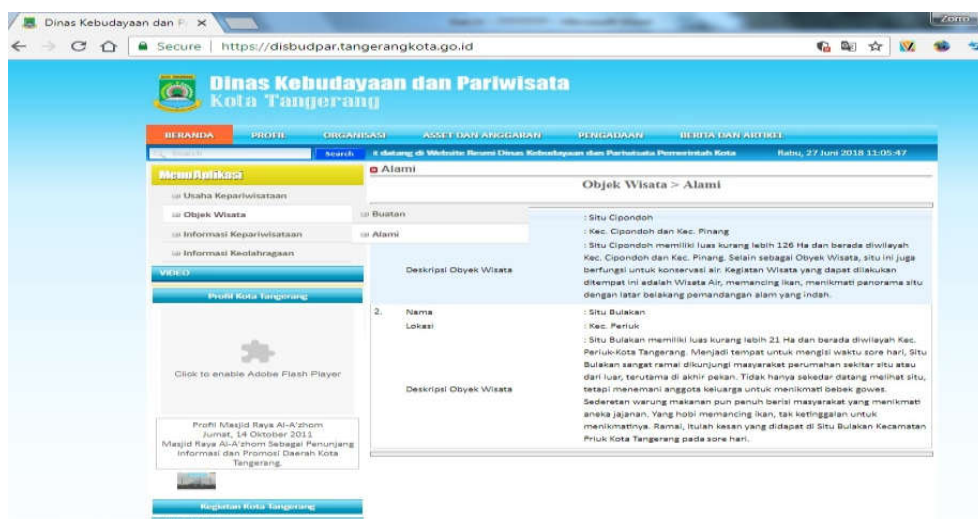 Dinas Kebudayaan dan P
Zorro
Secure | https://disbudpar.tangerangkota.go.id
Dinas Kebudayaan dan Pariwisata
Kota Tangerang
BERANDA PROFIL ORGANISASI ASSET DAN ANGGARAN PENGADAAN BERITA DAN ARTIKEL
Search Search t datang di Website Resmi Dinas Kebudayaan dan Pariwisata Pemerintah Kota Rabu, 27 Juni 2018 11:05:47
Menu Aplikasi
Usaha Kepariwisataan
Objek Wisata
Informasi Kepariwisataan
Informasi Keolahragaan
Buatan
Alami
VIDEO
Profil Kota Tangerang
Click to enable Adobe Flash Player
Profil Masjid Raya Al-A'zhom
Jumat, 14 Oktober 2011
Masjid Raya Al-A'zhom Sebagai Penunjang
Informasi dan Promosi Daerah Kota
Tangerang.
Kegiatan Kota Tangerang
Alami
Objek Wisata > Alami
: Situ Cipondoh
: Kec. Cipondoh dan Kec. Pinang
Deskripsi Obyek Wisata
: Situ Cipondoh memiliki luas kurang lebih 126 Ha dan berada diwilayah
Kec. Cipondoh dan Kec. Pinang. Selain sebagai Obyek Wisata, situ ini juga
berfungsi untuk konservasi air. Kegiatan Wisata yang dapat dilakukan
ditempat ini adalah Wisata Air, memancing ikan, menikmati panorama situ
dengan latar belakang pemandangan alam yang indah.
2. Nama : Situ Bulakan
Lokasi : Kec. Periuk
Deskripsi Obyek Wisata
: Situ Bulakan memiliki luas kurang lebih 21 Ha dan berada diwilayah Kec.
Periuk-Kota Tangerang. Menjadi tempat untuk mengisi waktu sore hari, Situ
Bulakan sangat ramai dikunjungi masyarakat perumahan sekitar situ atau
dari luar, terutama di akhir pekan. Tidak hanya sekedar datang melihat situ,
tetapi menemani anggota keluarga untuk menikmati bebek gowes.
Sederetan warung makanan pun penuh berisi masyarakat yang menikmati
aneka jajanan. Yang hobi memancing ikan, tak ketinggalan untuk
menikmatinya. Ramai, itulah kesan yang didapat di Situ Bulakan Kecamatan
Priuk Kota Tangerang pada sore hari.